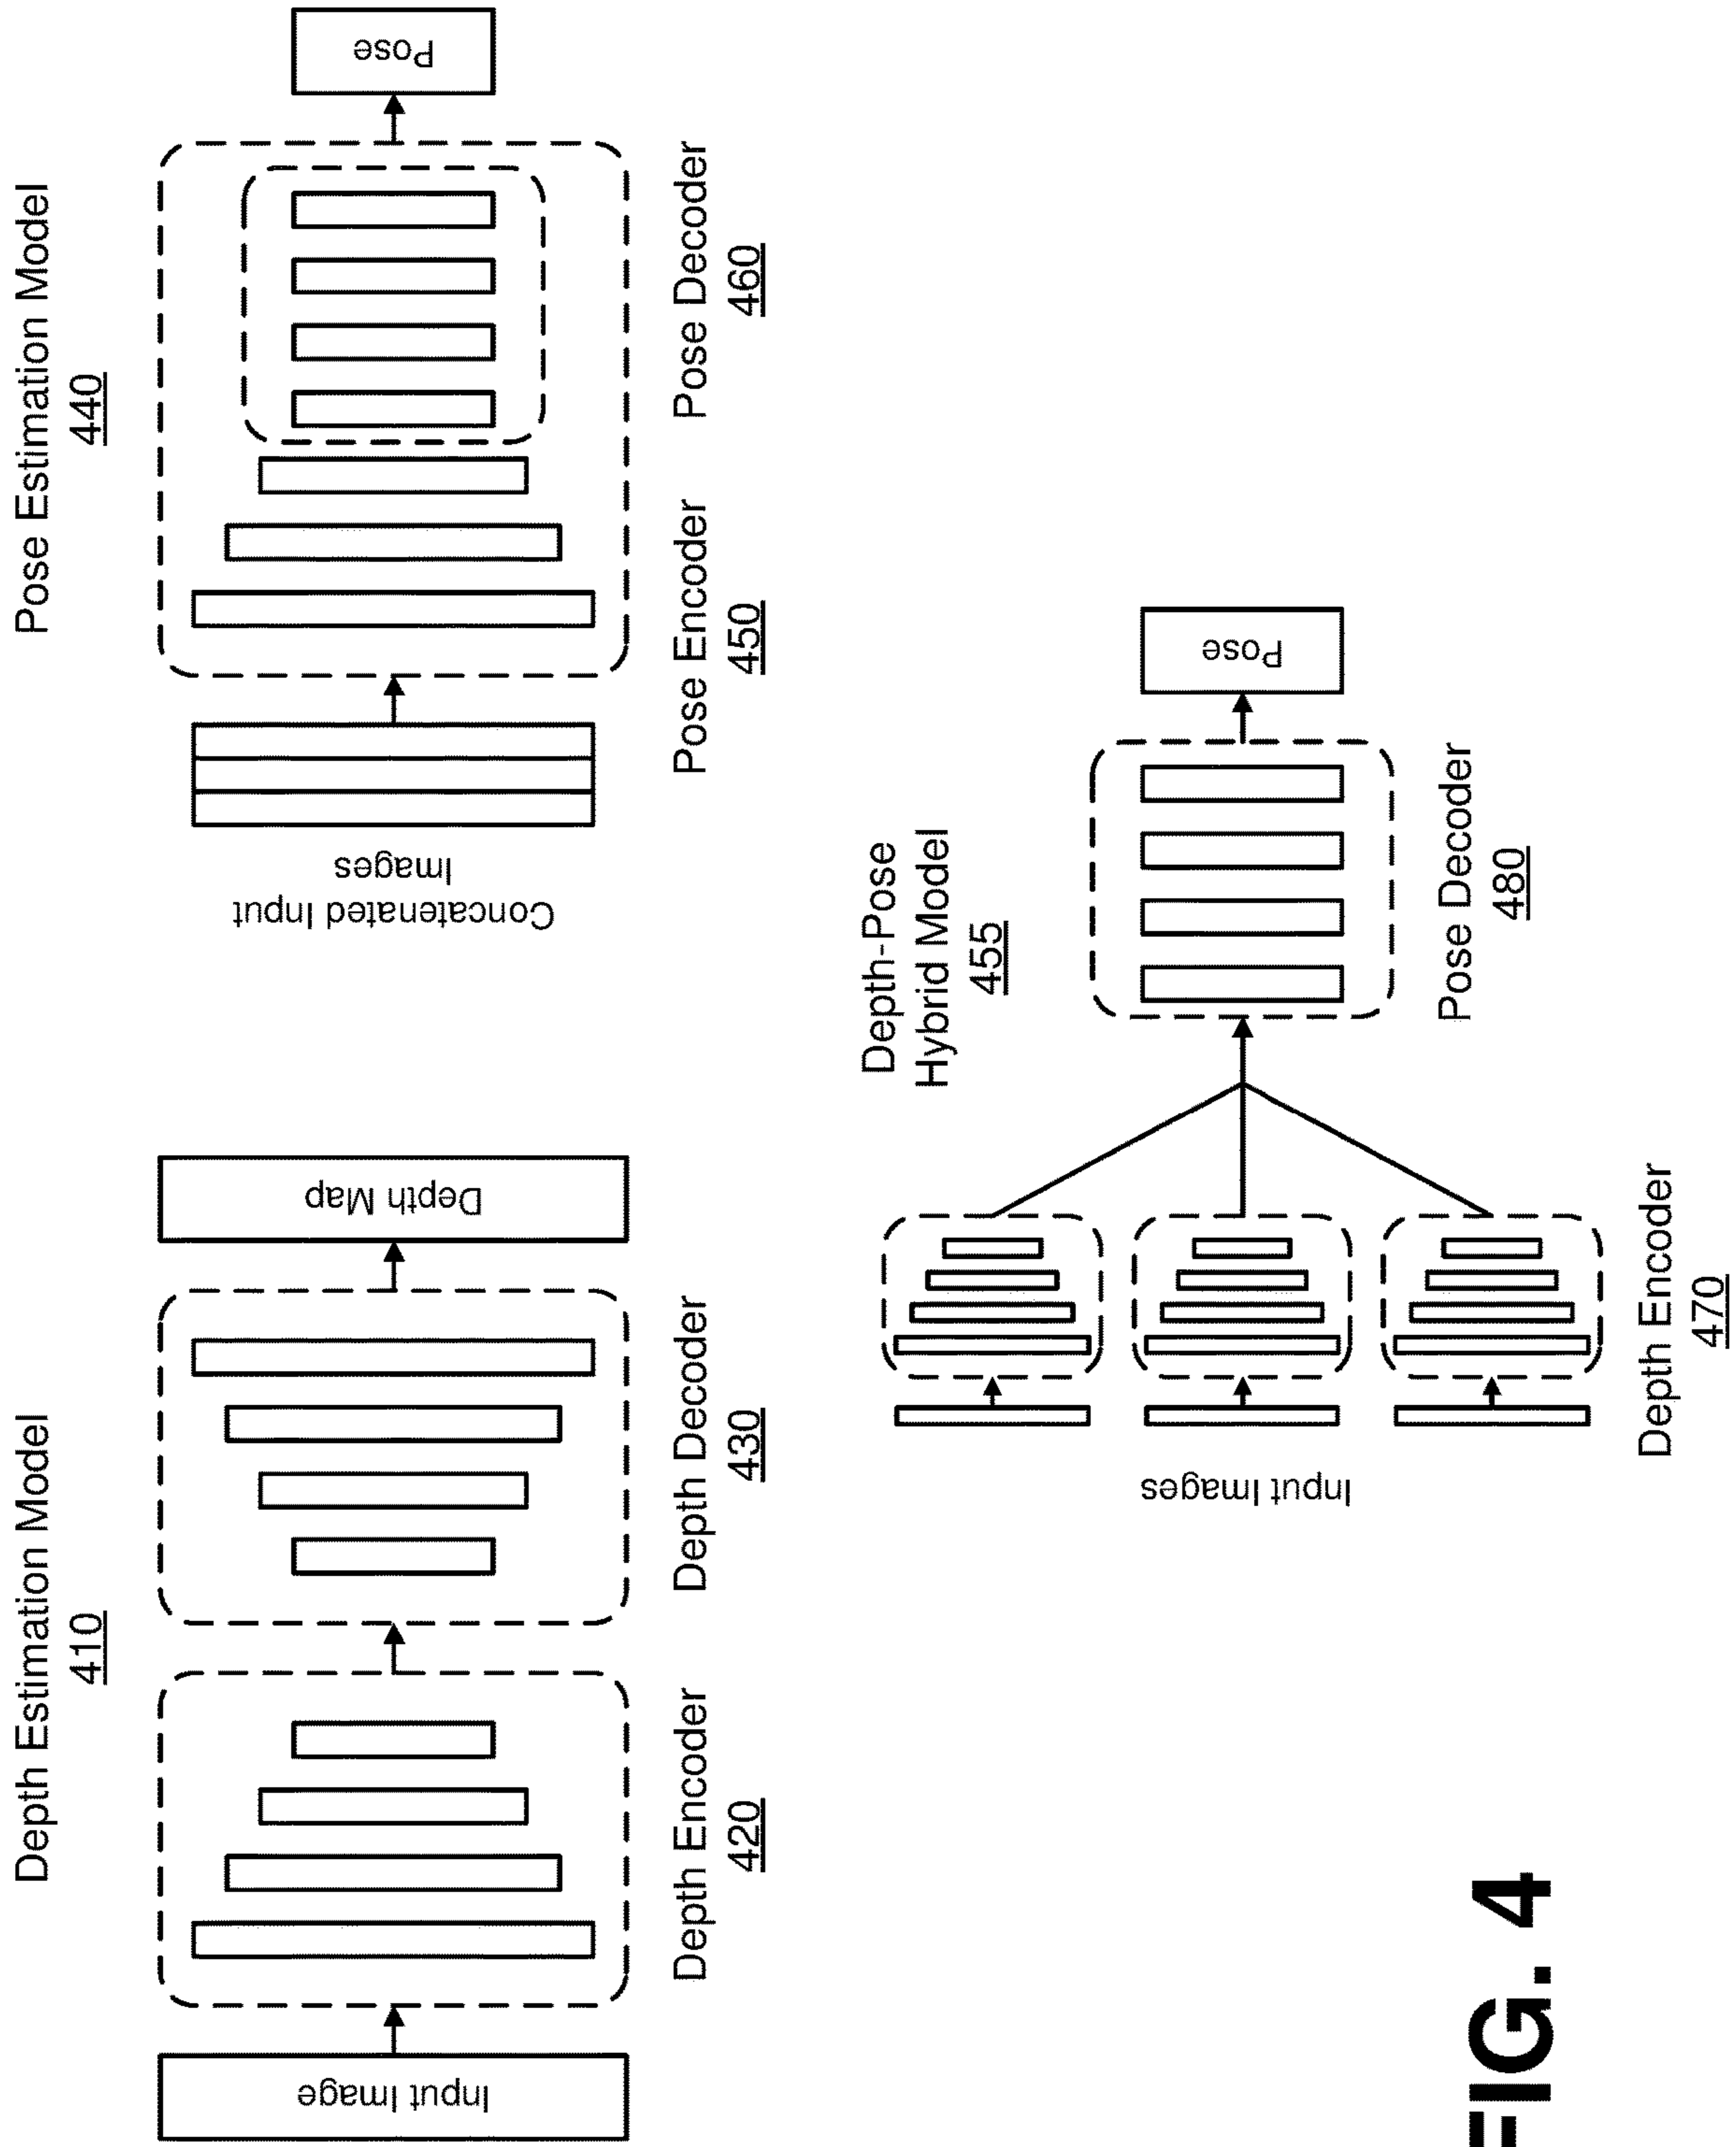 Depth Estimation Model
410
Input Image
Depth Encoder
420
Depth Decoder
430
Depth Map
Pose Estimation Model
440
Concatenated Input
Images
Pose Encoder
450
Pose Decoder
460
Pose
Depth-Pose
Hybrid Model
455
Input Images
Depth Encoder
470
Pose Decoder
480
Pose
FIG. 4